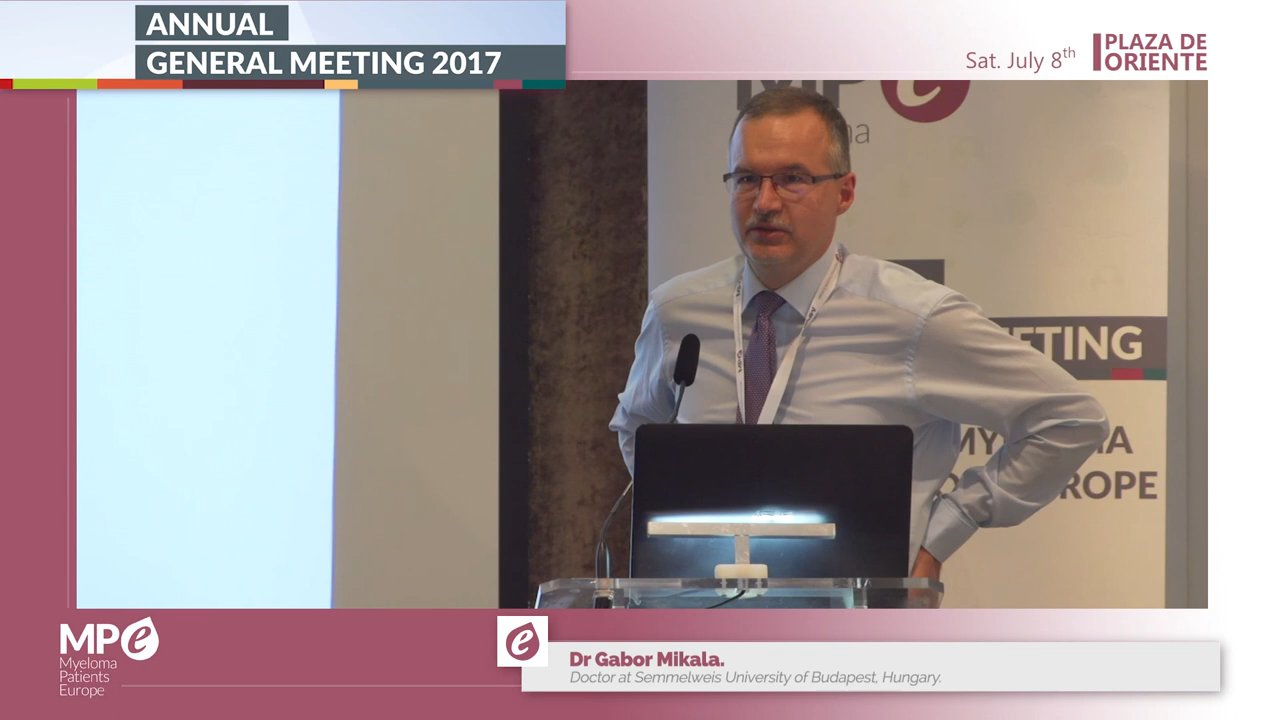 ANNUAL
GENERAL MEETING 2017
Sat. July 8th
PLAZA DE
ORIENTE
MPe
ETING
ROPE
MPe
Myeloma
Patients
Europe
e
Dr Gabor Mikala.
Doctor at Semmelweis University of Budapest, Hungary.